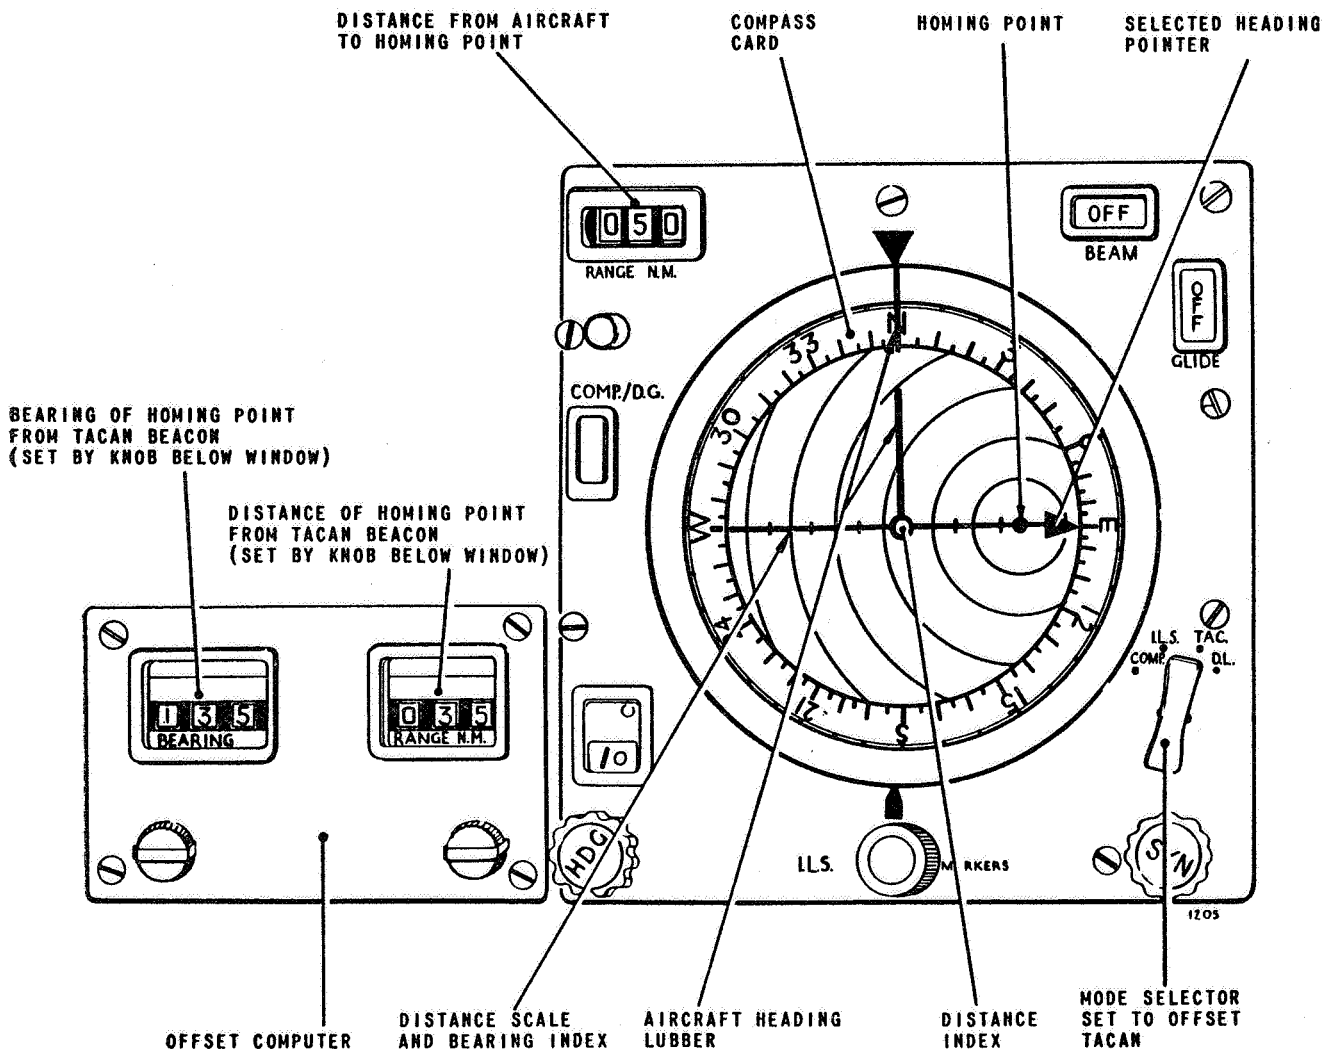 DISTANCE FROM AIRCRAFT
TO HOMING POINT
COMPASS
CARD
HOMING POINT
SELECTED HEADING
POINTER
050
RANGE N.M.
OFF
BEAM
OFF
GLIDE
COMP./D.G.
N
3
6
E
12
15
S
21
24
W
30
33
BEARING OF HOMING POINT
FROM TACAN BEACON
(SET BY KNOB BELOW WINDOW)
DISTANCE OF HOMING POINT
FROM TACAN BEACON
(SET BY KNOB BELOW WINDOW)
135
BEARING
035
RANGE N.M.
I.L.S. TAC.
COMP. D.L.
10
HDG
I.L.S.
MARKERS
SYN
1205
OFFSET COMPUTER
DISTANCE SCALE
AND BEARING INDEX
AIRCRAFT HEADING
LUBBER
DISTANCE
INDEX
MODE SELECTOR
SET TO OFFSET
TACAN